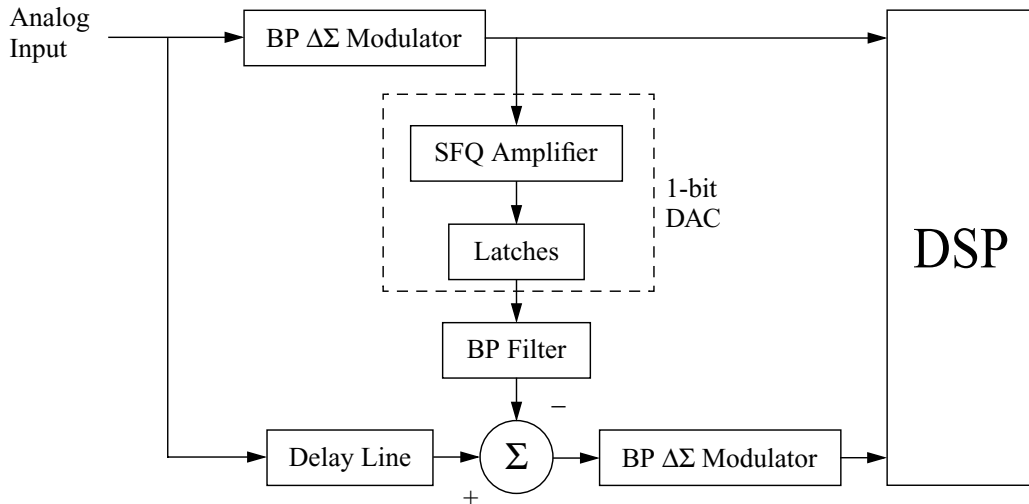 Analog
Input
BP ΔΣ Modulator
SFQ Amplifier
1-bit
DAC
Latches
DSP
BP Filter
−
Delay Line
Σ
BP ΔΣ Modulator
+